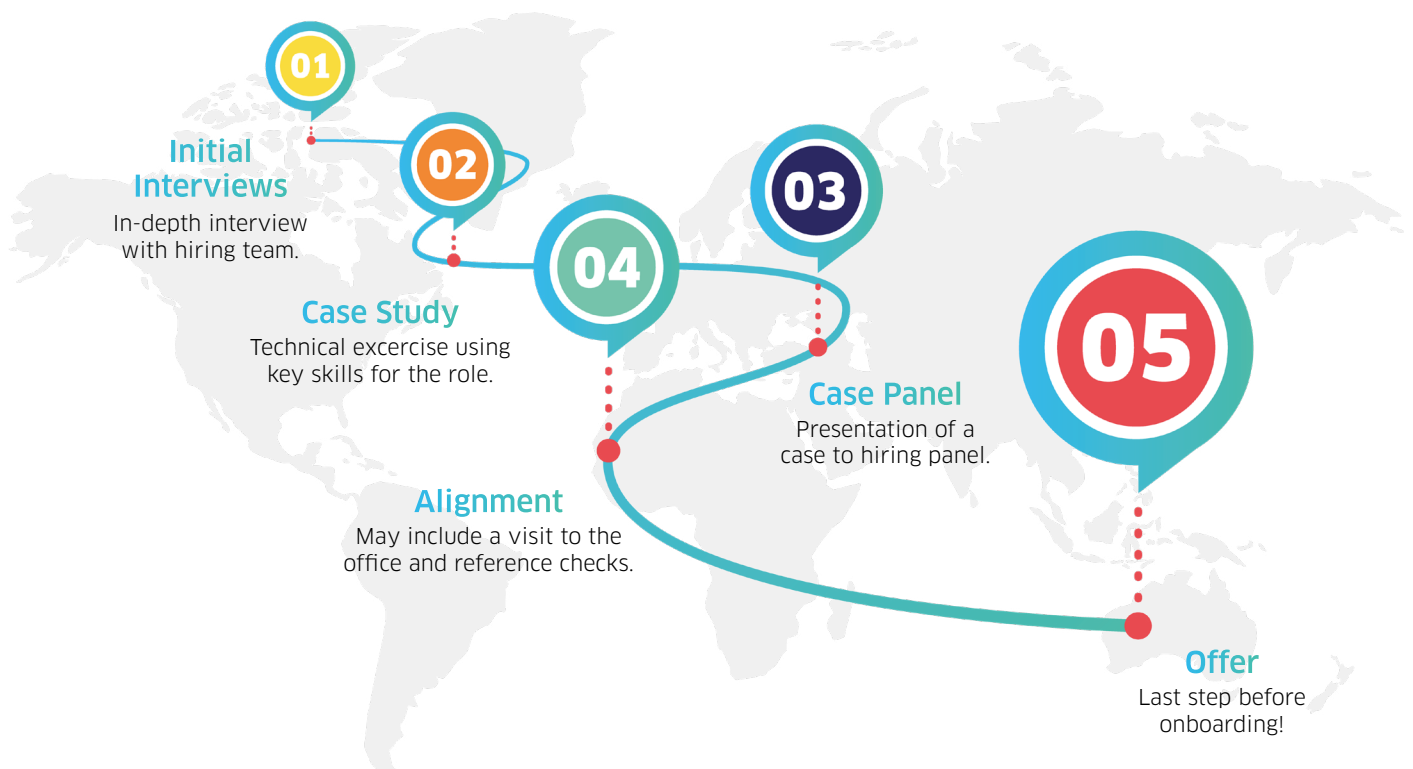 01
Initial
Interviews
In-depth interview
with hiring team.
02
Case Study
Technical excercise using
key skills for the role.
03
Case Panel
Presentation of a
case to hiring panel.
04
Alignment
May include a visit to the
office and reference checks.
05
Offer
Last step before
onboarding!